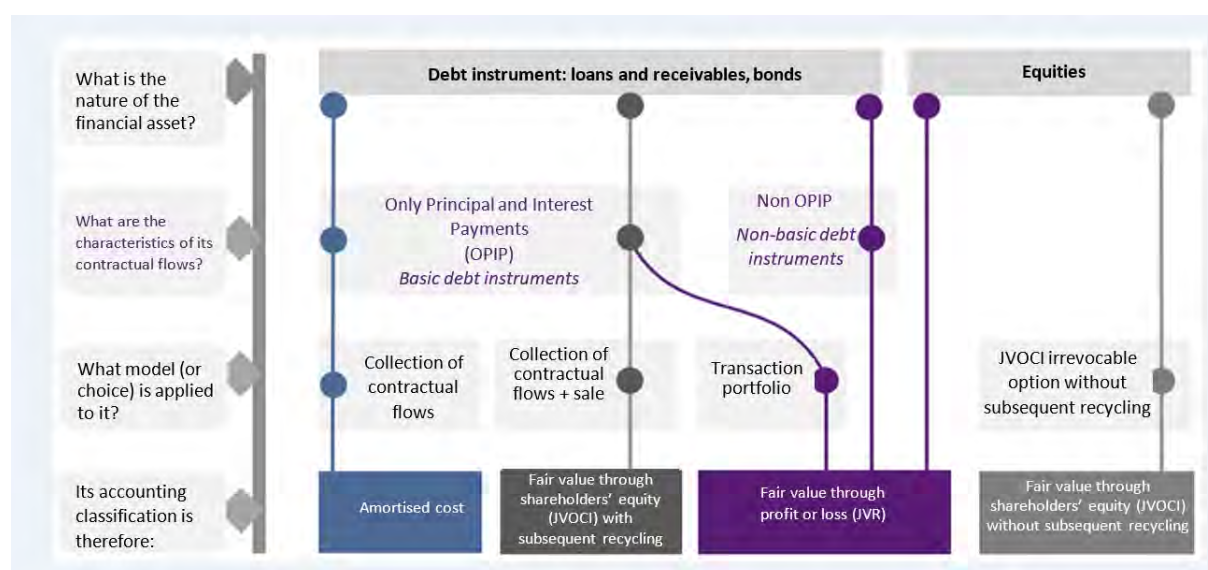 Debt instrument: loans and receivables, bonds
Equities
What is the
nature of the
financial asset?
What are the
characteristics of its
contractual flows?
Only Principal and Interest
Payments
(OPIP)
Basic debt instruments
Non OPIP
Non-basic debt
instruments
What model (or
choice) is applied
to it?
Collection of
contractual
flows
Collection of
contractual
flows + sale
Transaction
portfolio
JVOCI irrevocable
option without
subsequent recycling
Its accounting
classification is
therefore:
Amortised cost
Fair value through
shareholders' equity
(JVOCI) with
subsequent recycling
Fair value through
profit or loss (JVR)
Fair value through
shareholders' equity (JVOCI)
without subsequent recycling